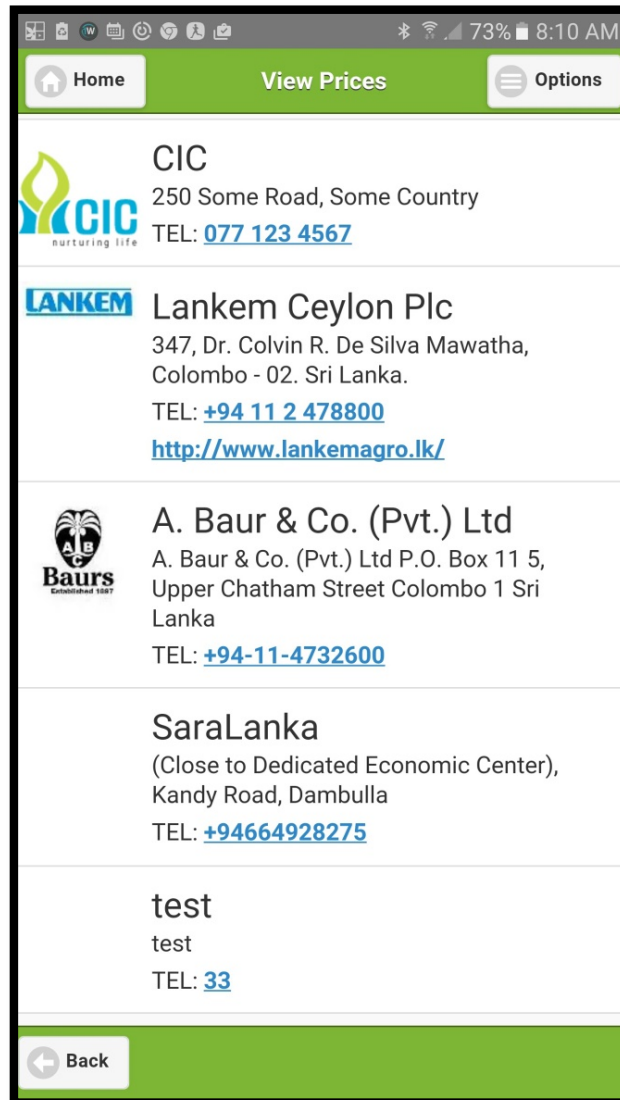 73% 8:10 AM
Home
View Prices
Options
CIC
nurturing life
CIC
250 Some Road, Some Country
TEL: 077 123 4567
LANKEM
Lankem Ceylon Plc
347, Dr. Colvin R. De Silva Mawatha,
Colombo - 02. Sri Lanka.
TEL: +94 11 2 478800
http://www.lankemagro.lk/
A B
C
Baurs
Established 1887
A. Baur & Co. (Pvt.) Ltd
A. Baur & Co. (Pvt.) Ltd P.O. Box 11 5,
Upper Chatham Street Colombo 1 Sri
Lanka
TEL: +94-11-4732600
SaraLanka
(Close to Dedicated Economic Center),
Kandy Road, Dambulla
TEL: +94664928275
test
test
TEL: 33
Back